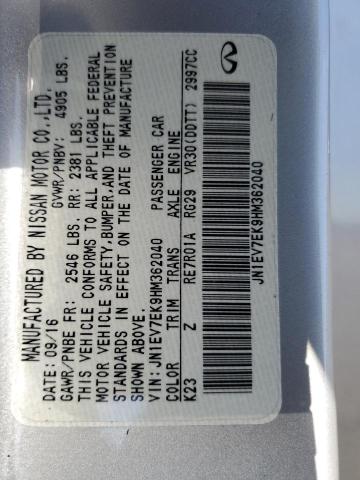 MANUFACTURED BY NISSAN MOTOR CO.,LTD.
DATE: 09/16 GVWR/PNBV: 4905 LBS.
GAWR/PNBE FR: 2546 LBS. RR: 2381 LBS.
THIS VEHICLE CONFORMS TO ALL APPLICABLE FEDERAL
MOTOR VEHICLE SAFETY,BUMPER,AND THEFT PREVENTION
STANDARDS IN EFFECT ON THE DATE OF MANUFACTURE
SHOWN ABOVE.
VIN:JN1EV7EK9HM362040 PASSENGER CAR
COLOR TRIM TRANS AXLE ENGINE
K23 Z RE7R01A RG29 VR30(DDTT) 2997CC
JN1EV7EK9HM362040